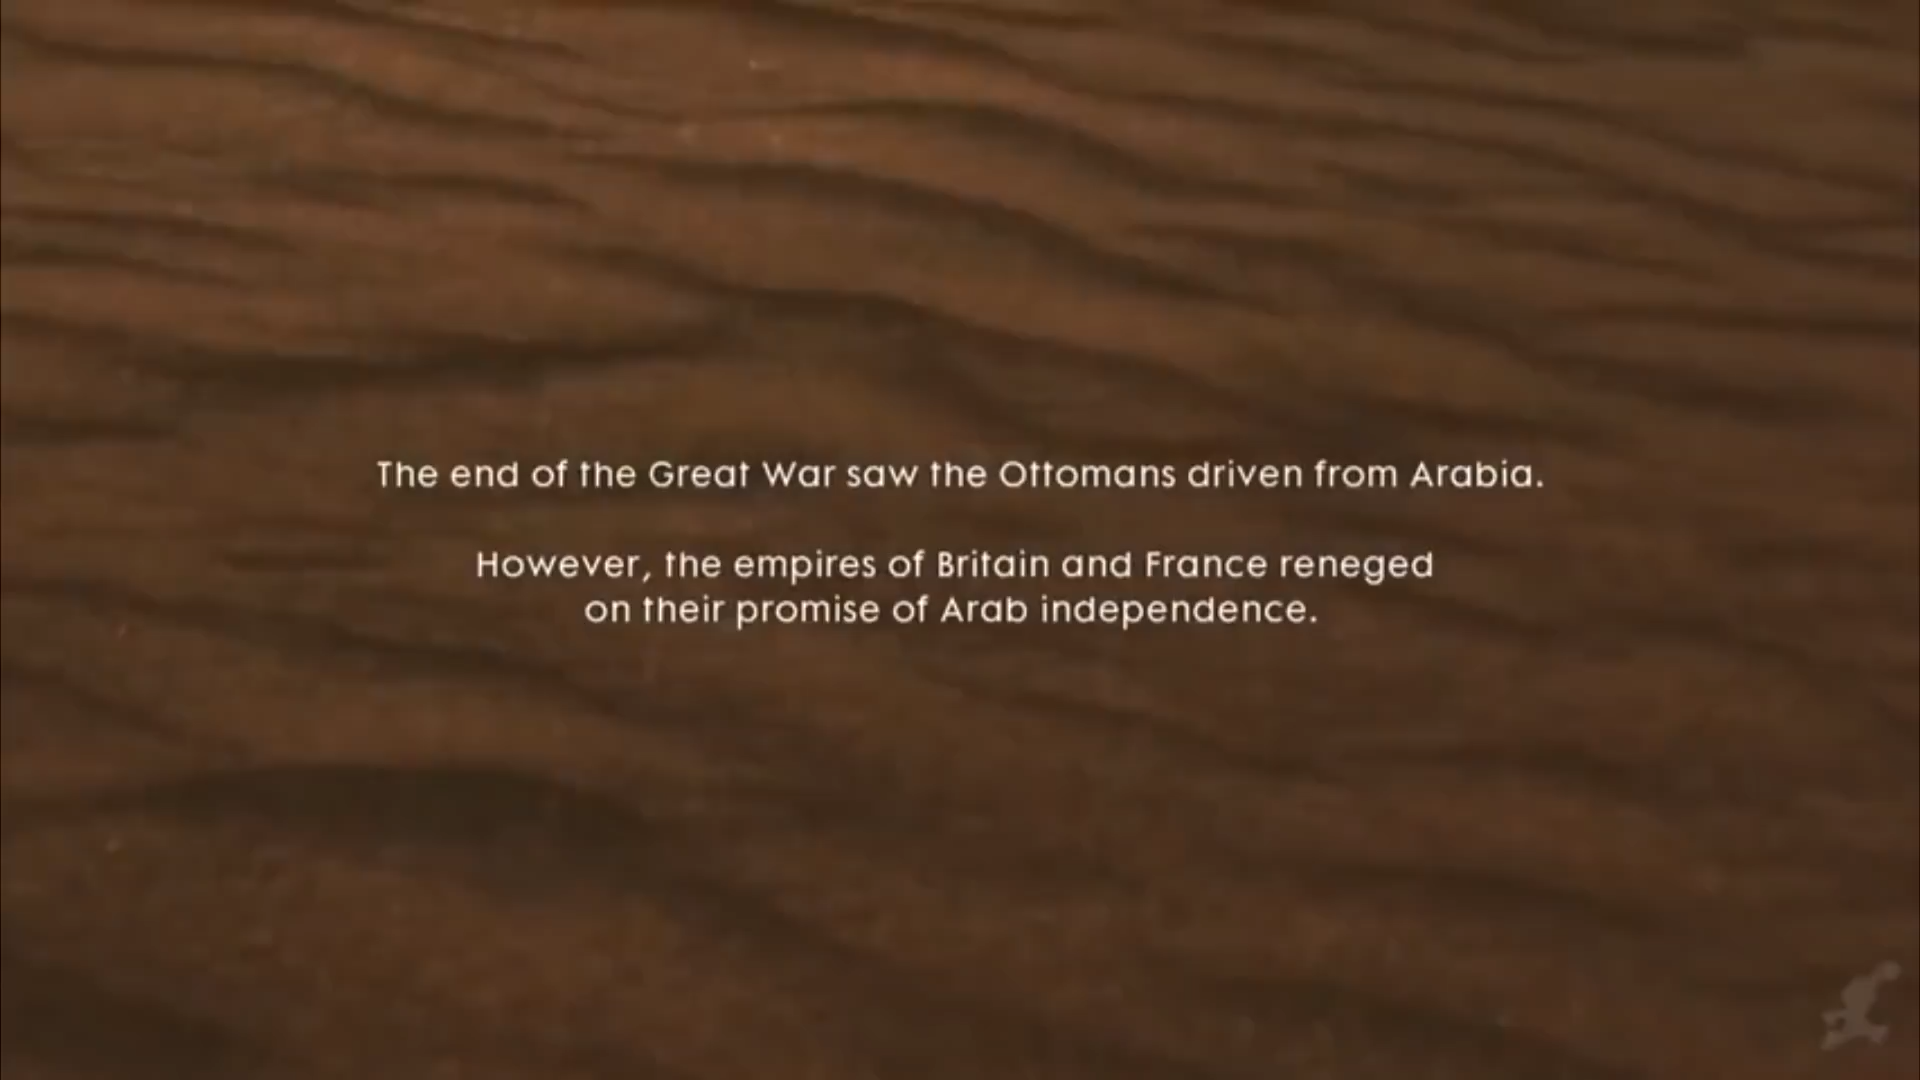 The end of the Great War saw the Ottomans driven from Arabia.
However, the empires of Britain and France reneged
on their promise of Arab independence.